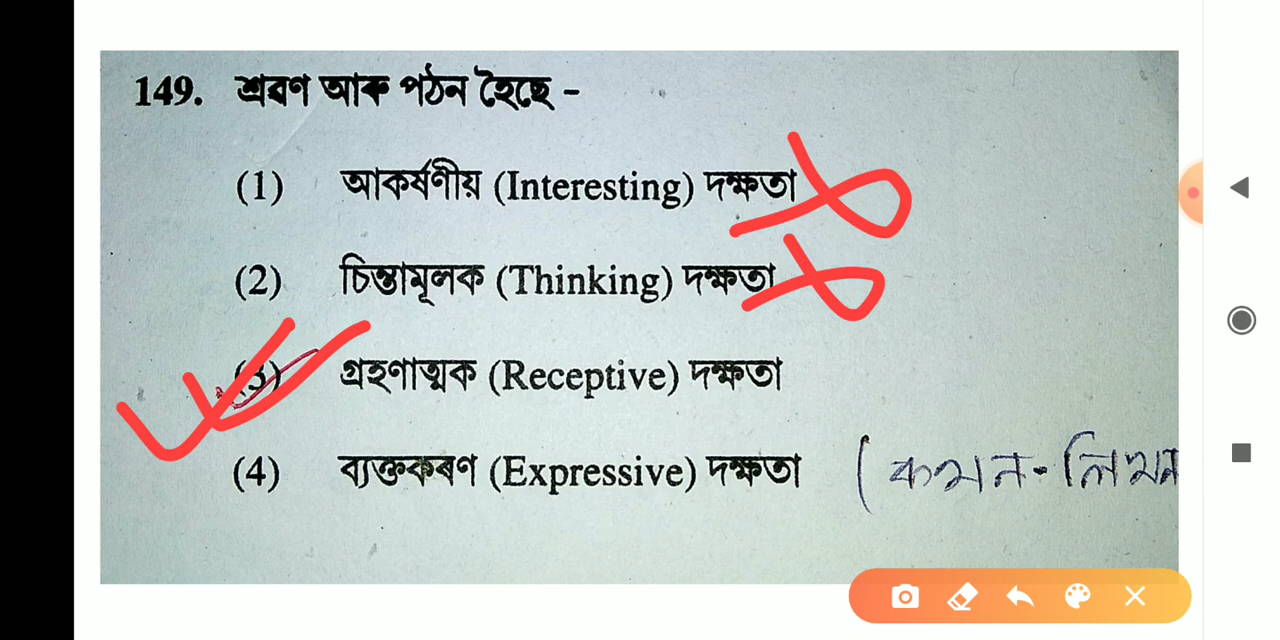 149. শ্ৰৱণ আৰু পঠন হৈছে –
(1) আকৰ্ষণীয় (Interesting) দক্ষতা
(2) চিন্তামূলক (Thinking) দক্ষতা
(3) গ্ৰহণাত্মক (Receptive) দক্ষতা
(4) ব্যক্তকৰণ (Expressive) দক্ষতা (কথন - লিখন